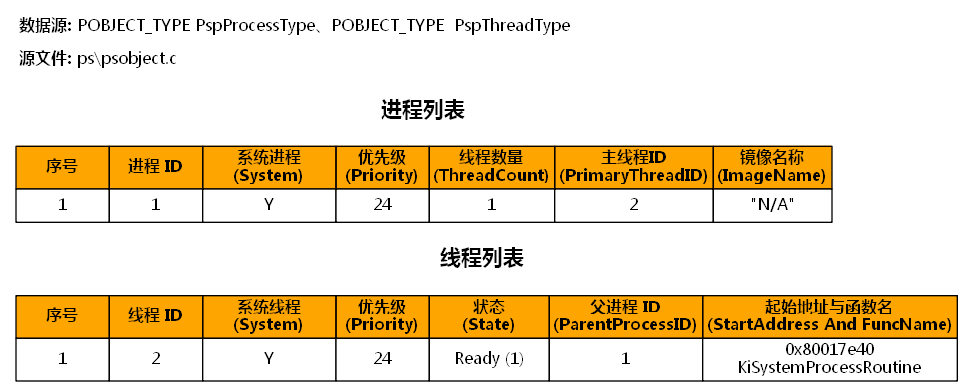 数据源: POBJECT_TYPE PspProcessType、POBJECT_TYPE PspThreadType
源文件: ps\psobject.c
进程列表
序号 进程 ID 系统进程 (System) 优先级 (Priority) 线程数量 (ThreadCount) 主线程ID (PrimaryThreadID) 镜像名称 (ImageName)
1 1 Y 24 1 2 "N/A"
线程列表
序号 线程 ID 系统线程 (System) 优先级 (Priority) 状态 (State) 父进程 ID (ParentProcessID) 起始地址与函数名 (StartAddress And FuncName)
1 2 Y 24 Ready (1) 1 0x80017e40 KiSystemProcessRoutine